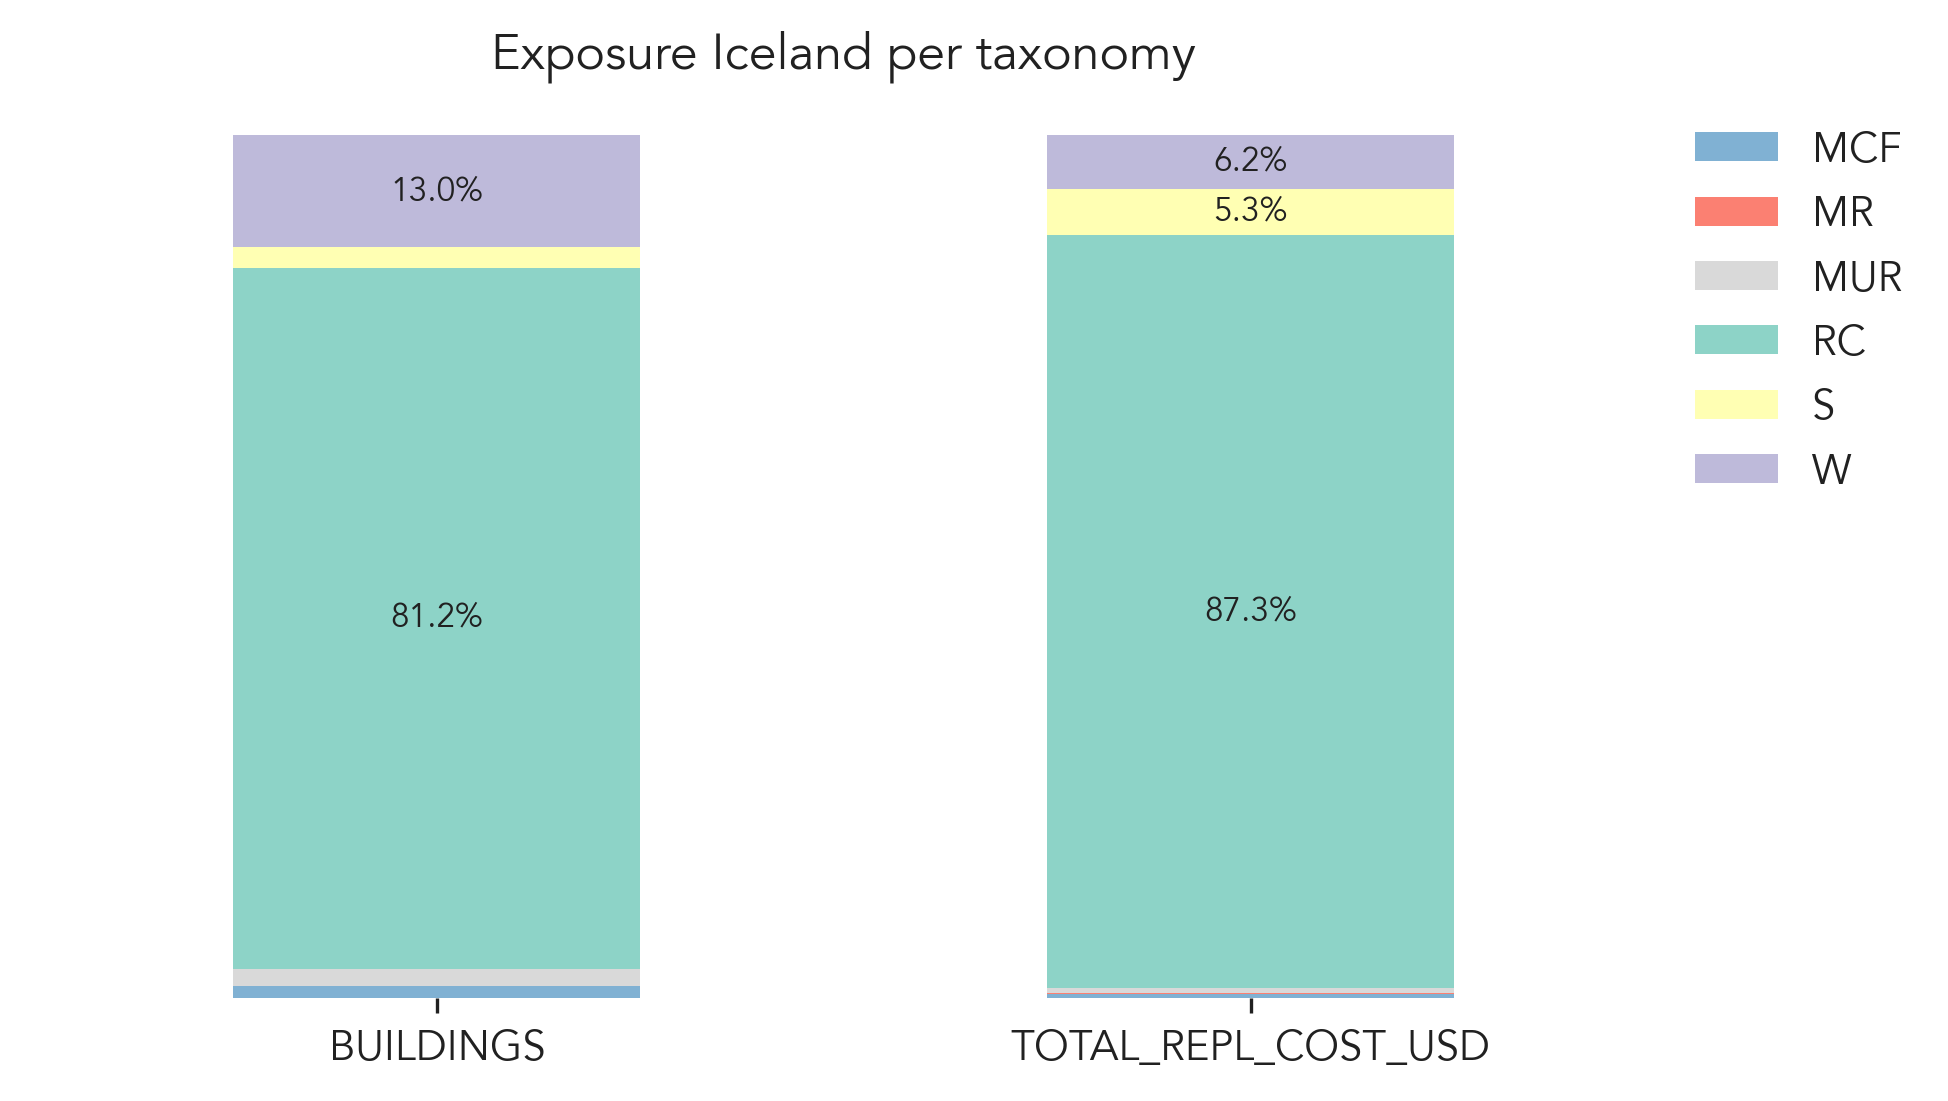 Exposure Iceland per taxonomy
13.0%
81.2%
6.2%
5.3%
87.3%
BUILDINGS
TOTAL_REPL_COST_USD
MCF
MR
MUR
RC
S
W